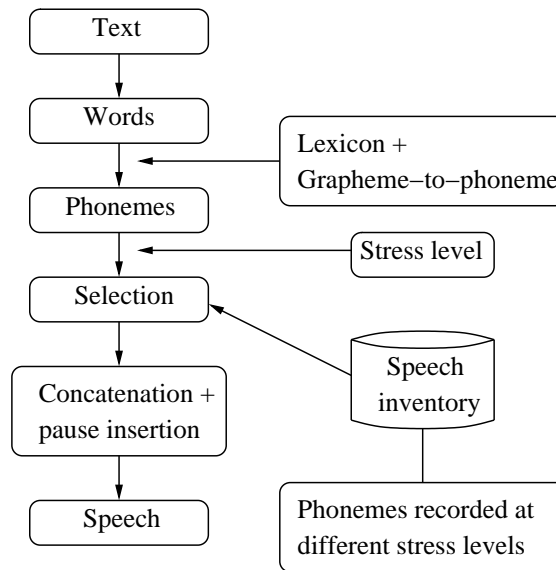 Text
Words
Lexicon +
Grapheme−to−phoneme
Phonemes
Stress level
Selection
Speech
inventory
Concatenation +
pause insertion
Speech
Phonemes recorded at
different stress levels